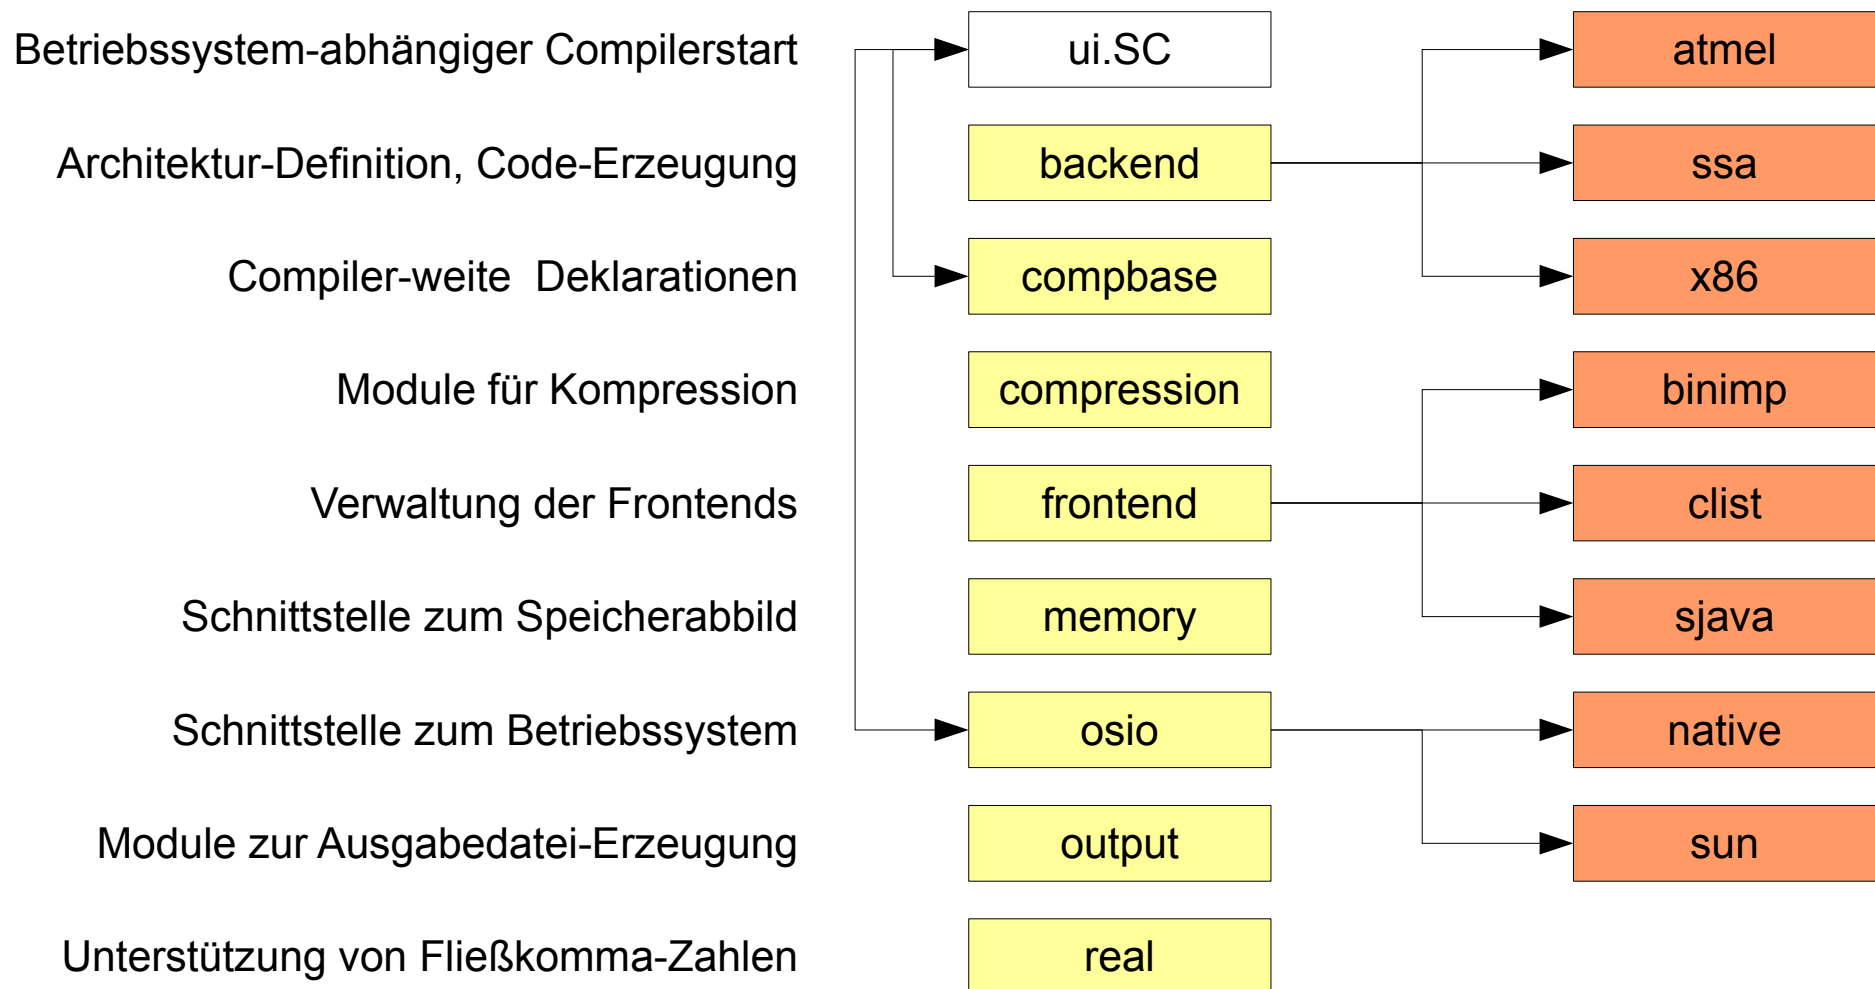 Betriebssystem-abhängiger Compilerstart ui.SC atmel
Architektur-Definition, Code-Erzeugung backend ssa
Compiler-weite Deklarationen compbase x86
Module für Kompression compression binimp
Verwaltung der Frontends frontend clist
Schnittstelle zum Speicherabbild memory sjava
Schnittstelle zum Betriebssystem osio native
Module zur Ausgabedatei-Erzeugung output sun
Unterstützung von Fließkomma-Zahlen real